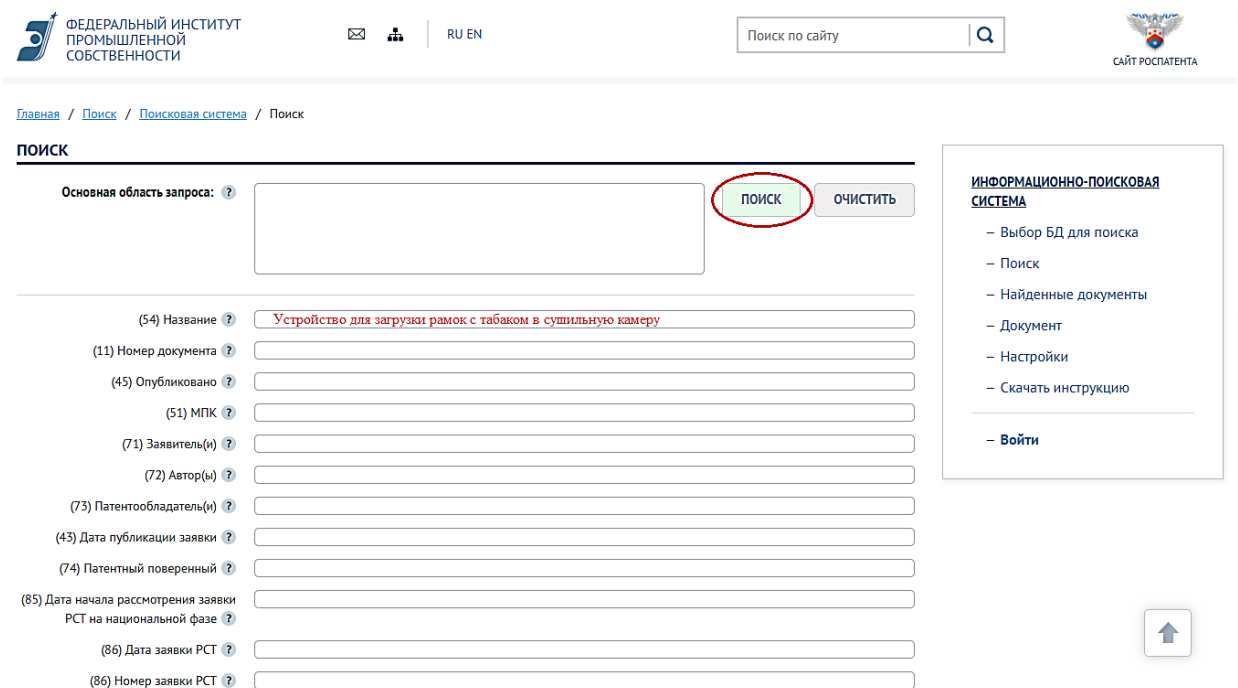 ФЕДЕРАЛЬНЫЙ ИНСТИТУТ
ПРОМЫШЛЕННОЙ
СОБСТВЕННОСТИ
RU EN
Поиск по сайту
САЙТ РОСПАТЕНТА
Главная / Поиск / Поисковая система / Поиск
ПОИСК
Основная область запроса: ?
ПОИСК
ОЧИСТИТЬ
(54) Название ? Устройство для загрузки рамок с табаком в сушильную камеру
(11) Номер документа ?
(45) Опубликовано ?
(51) МПК ?
(71) Заявитель(и) ?
(72) Автор(ы) ?
(73) Патентообладатель(и) ?
(43) Дата публикации заявки ?
(74) Патентный поверенный ?
(85) Дата начала рассмотрения заявки
РСТ на национальной фазе ?
(86) Дата заявки РСТ ?
(86) Номер заявки РСТ ?
ИНФОРМАЦИОННО-ПОИСКОВАЯ
СИСТЕМА
– Выбор БД для поиска
– Поиск
– Найденные документы
– Документ
– Настройки
– Скачать инструкцию
– Войти